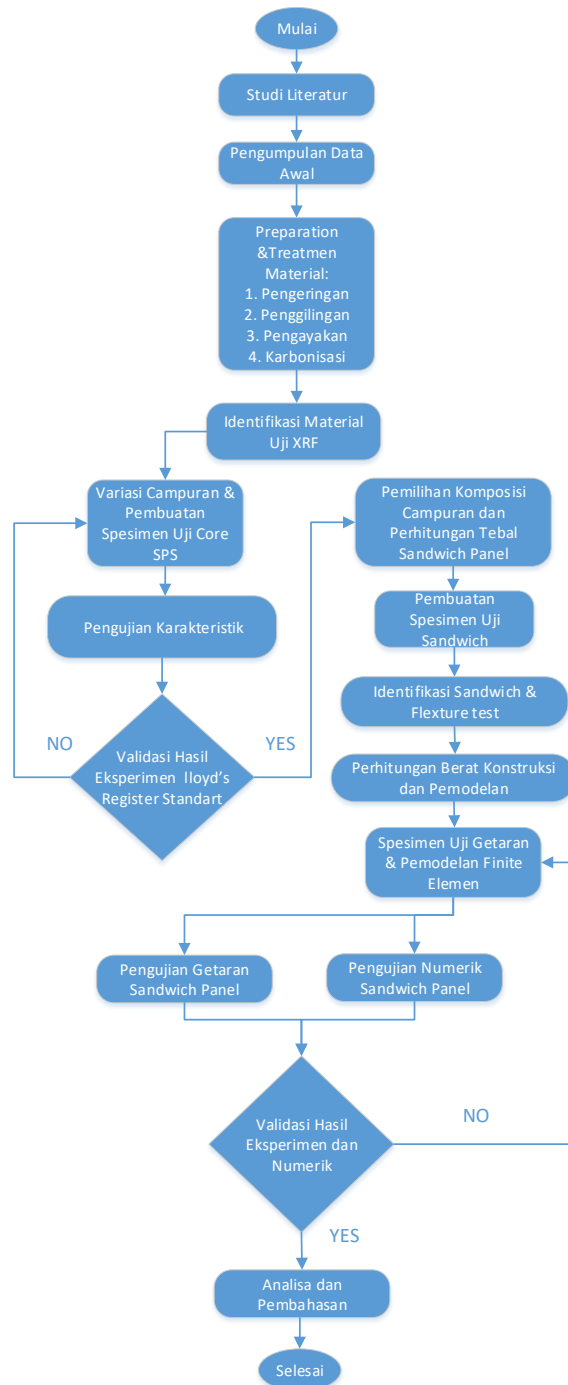 Mulai
Studi Literatur
Pengumpulan Data
Awal
Preparation
&Treatmen
Material:
1. Pengeringan
2. Penggilingan
3. Pengayakan
4. Karbonisasi
Identifikasi Material
Uji XRF
Variasi Campuran &
Pembuatan
Spesimen Uji Core
SPS
Pengujian Karakteristik
NO
Validasi Hasil
Eksperimen lloyd's
Register Standart
YES
Pemilihan Komposisi
Campuran dan
Perhitungan Tebal
Sandwich Panel
Pembuatan
Spesimen Uji
Sandwich
Identifikasi Sandwich &
Flexture test
Perhitungan Berat Konstruksi
dan Pemodelan
Spesimen Uji Getaran
& Pemodelan Finite
Elemen
Pengujian Getaran
Sandwich Panel
Pengujian Numerik
Sandwich Panel
Validasi Hasil
Eksperimen dan
Numerik
NO
YES
Analisa dan
Pembahasan
Selesai